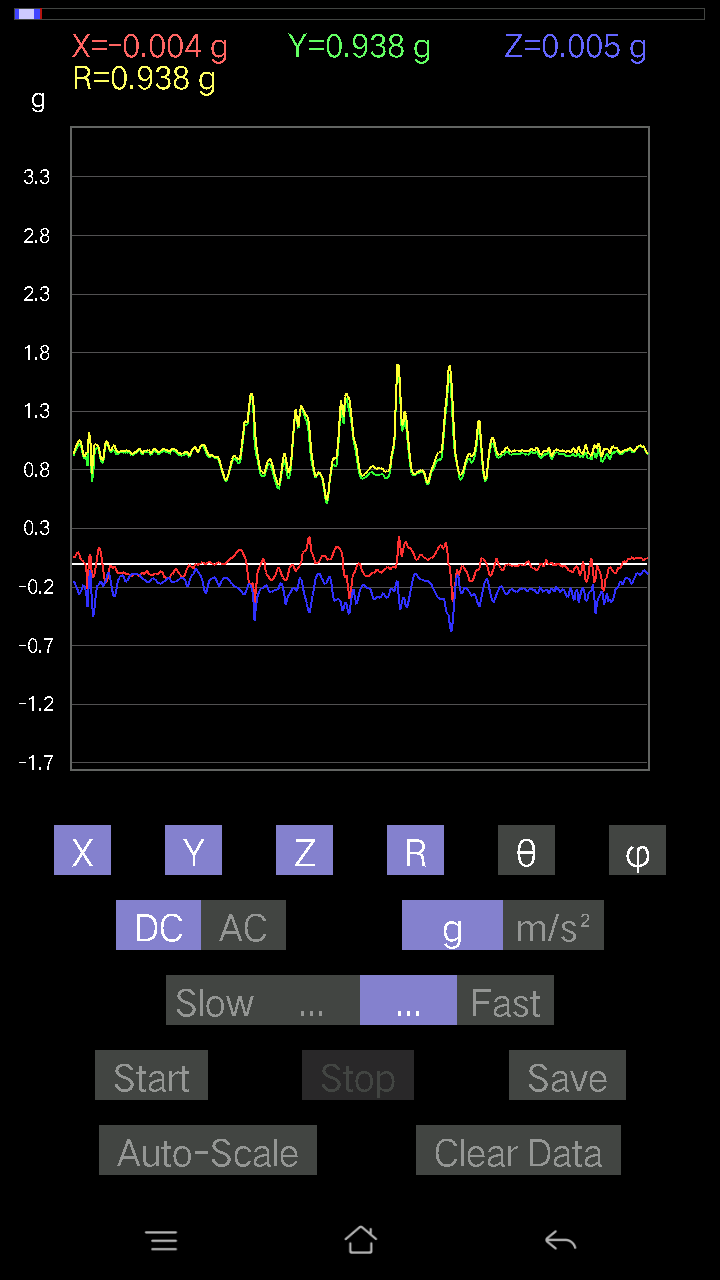 X=-0.004 g Y=0.938 g Z=0.005 g
R=0.938 g
g
3.3
2.8
2.3
1.8
1.3
0.8
0.3
-0.2
-0.7
-1.2
-1.7
X Y Z R θ φ
DC AC g m/s²
Slow ... ... Fast
Start Stop Save
Auto-Scale Clear Data